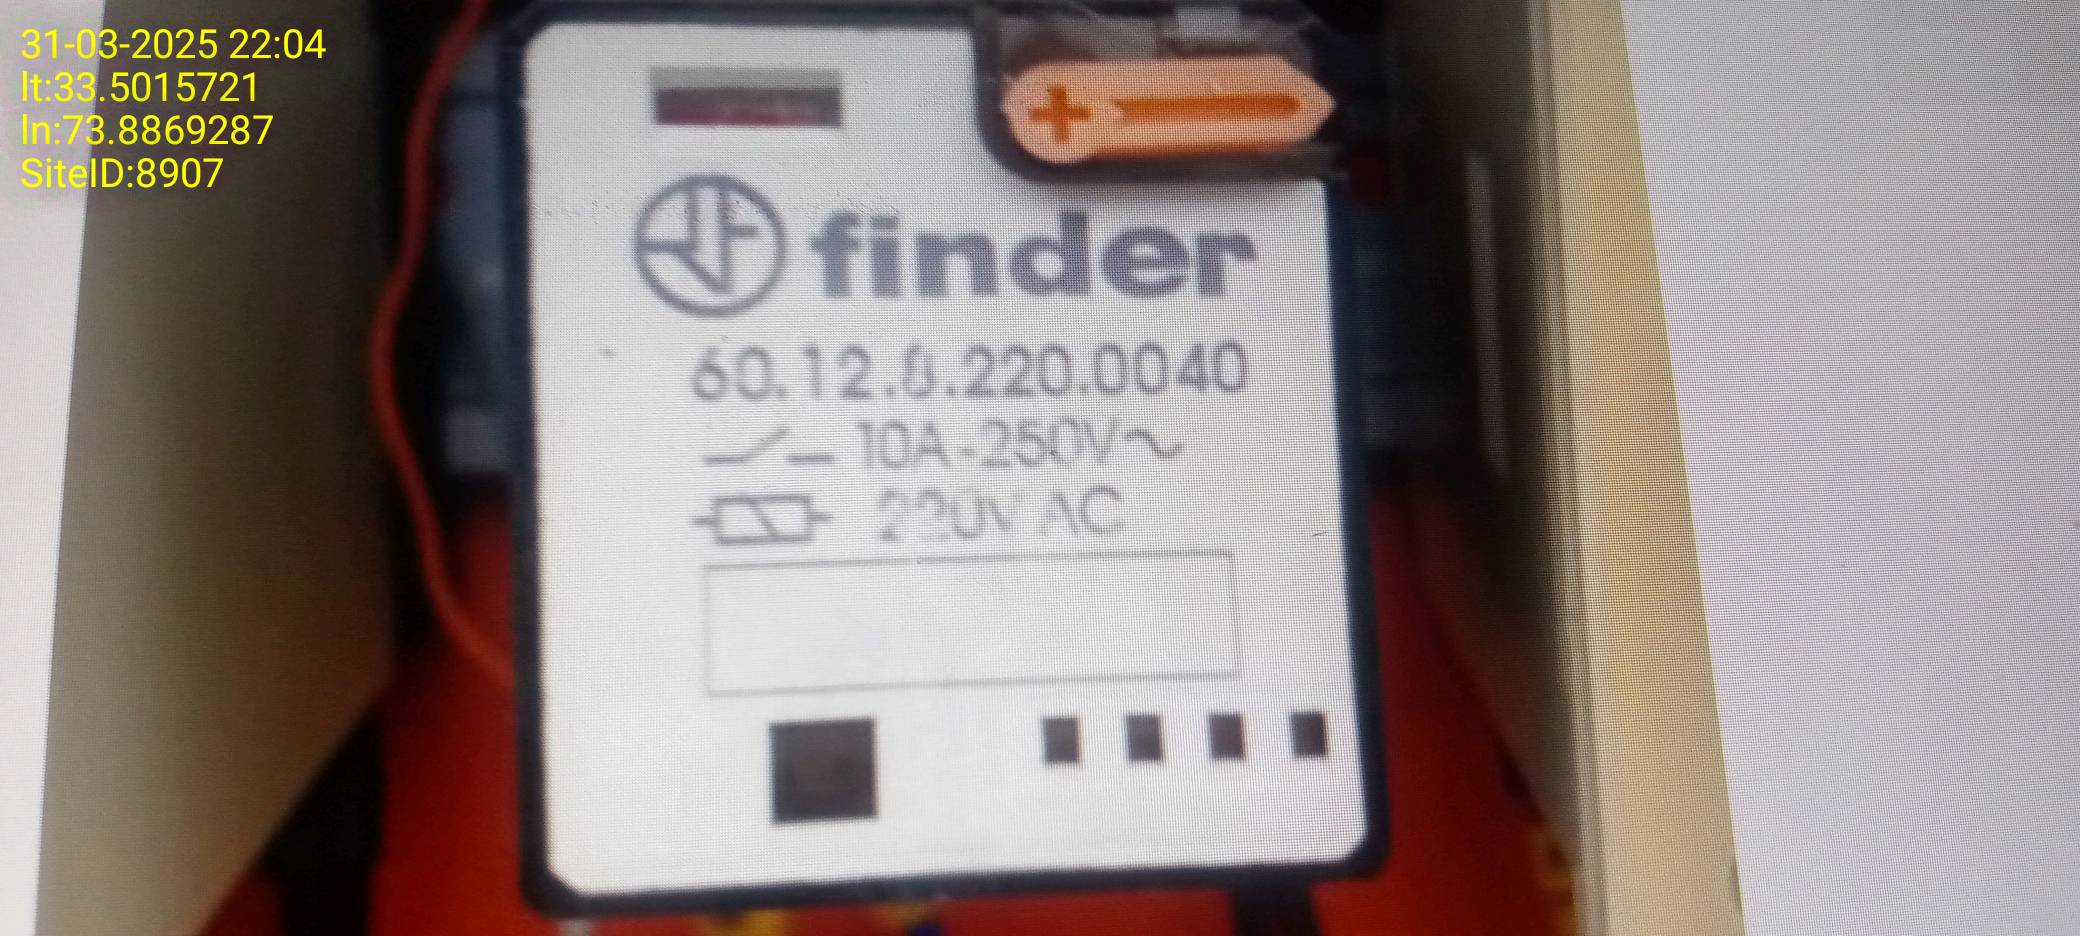 31-03-2025 22:04
lt:33.5015721
ln:73.8869287
SiteID:8907
finder
60.12.8.220.0040
10A-250V~
220V AC